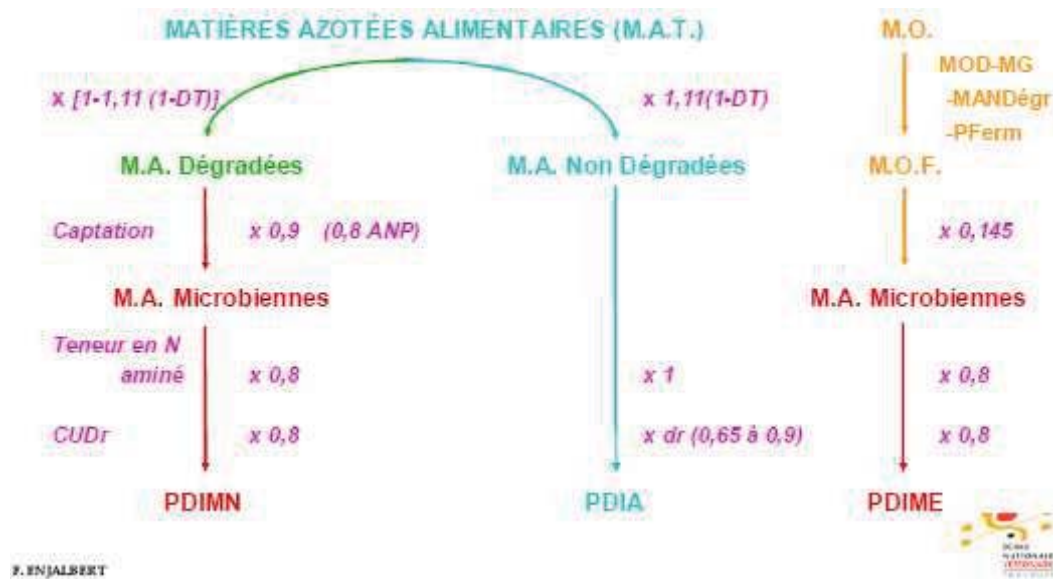 MATIÈRES AZOTÉES ALIMENTAIRES (M.A.T.)
M.O.
x [1-1,11 (1-DT)]
x 1,11(1-DT)
MOD-MG
-MANDégr
-PFerm
M.A. Dégradées
M.A. Non Dégradées
M.O.F.
Captation
x 0,9 (0,8 ANP)
x 0,145
M.A. Microbiennes
M.A. Microbiennes
Teneur en N
aminé
x 0,8
x 1
x 0,8
CUDr
x 0,8
x dr (0,65 à 0,9)
x 0,8
PDIMN
PDIA
PDIME
F. ENJALBERT
NATIONALE
VETERINAIRE